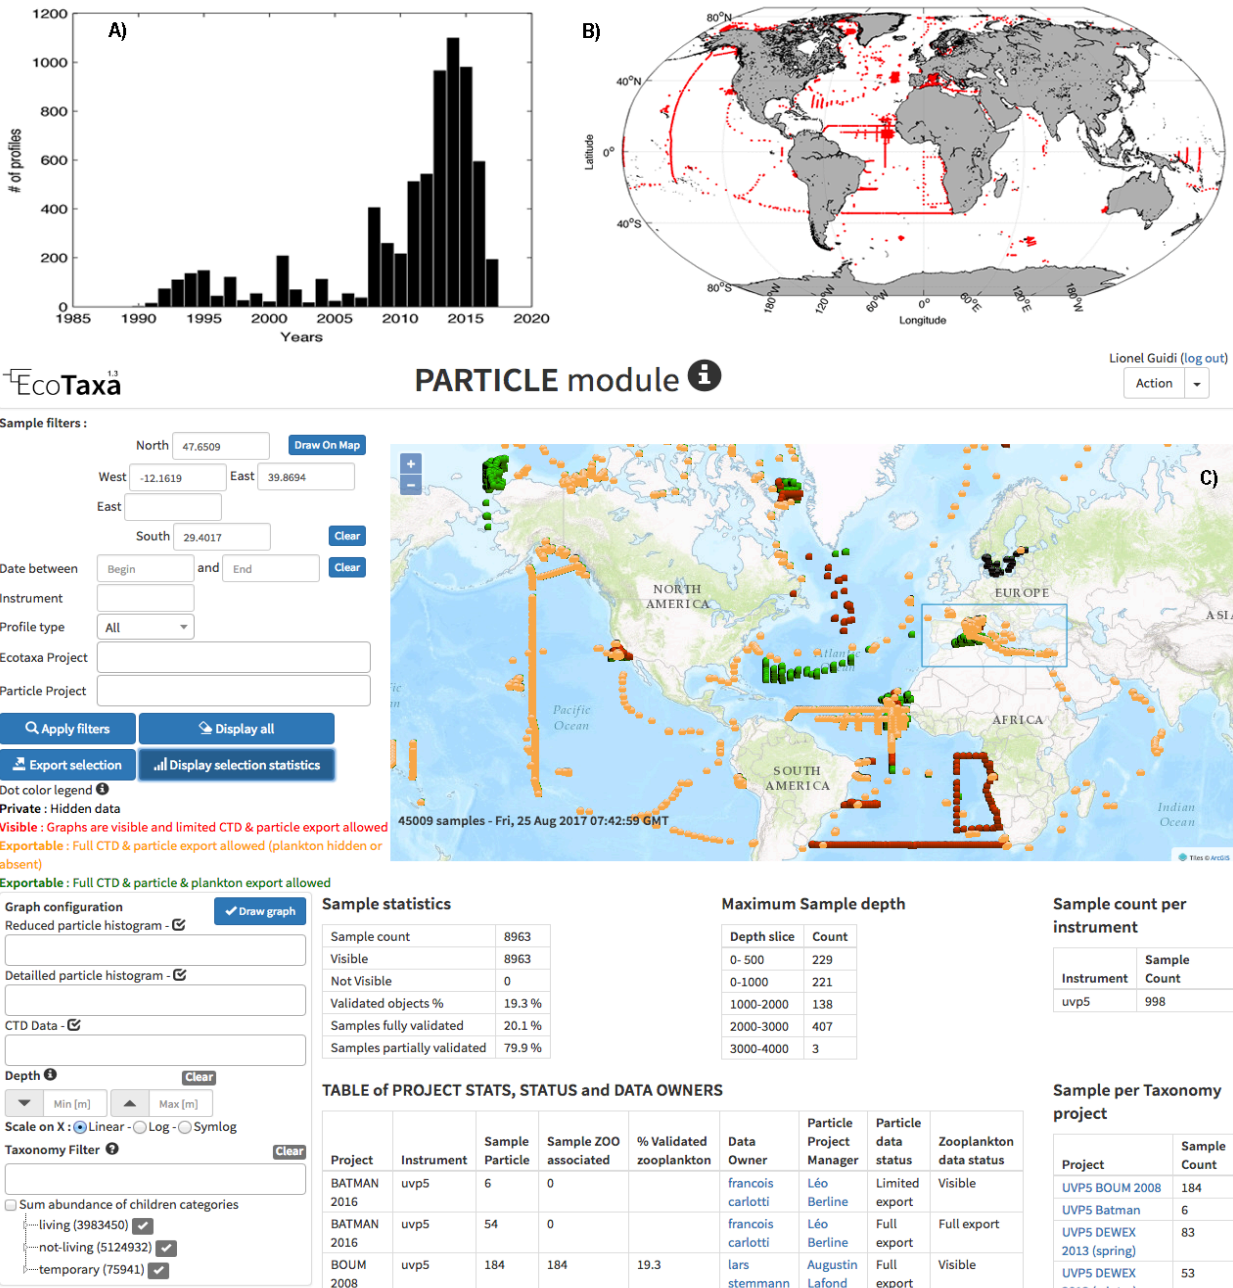 A)
1200
1000
800
600
400
200
0
# of profiles
1985 1990 1995 2000 2005 2010 2015 2020
Years
B)
80°N
40°N
0°
40°S
80°S
Latitude
180°W 120°W 60°W 0° 60°E 120°E 180°W
Longitude
EcoTaxa 1.3
PARTICLE module
Lionel Guidi (log out)
Action
Sample filters :
North 47.6509 Draw On Map
West -12.1619 East 39.8694
East
South 29.4017 Clear
Date between Begin and End Clear
Instrument
Profile type All
Ecotaxa Project
Particle Project
Apply filters Display all
Export selection Display selection statistics
Dot color legend
Private : Hidden data
Visible : Graphs are visible and limited CTD & particle export allowed
Exportable : Full CTD & particle export allowed (plankton hidden or
absent)
Exportable : Full CTD & particle & plankton export allowed
+
−
C)
NORTH
AMERICA
EUROPE
ASI
Atlantic
Pacific
Ocean
AFRICA
SOUTH
AMERICA
Indian
Ocean
45009 samples - Fri, 25 Aug 2017 07:42:59 GMT
Tiles © ArcGIS
Graph configuration Draw graph
Reduced particle histogram -
Detailled particle histogram -
CTD Data -
Depth Clear
Min [m] Max [m]
Scale on X : Linear - Log - Symlog
Taxonomy Filter Clear
Sum abundance of children categories
living (3983450)
not-living (5124932)
temporary (75941)
Sample statistics
Sample count 8963
Visible 8963
Not Visible 0
Validated objects % 19.3 %
Samples fully validated 20.1 %
Samples partially validated 79.9 %
Maximum Sample depth
Depth slice Count
0- 500 229
0-1000 221
1000-2000 138
2000-3000 407
3000-4000 3
Sample count per
instrument
Instrument Sample Count
uvp5 998
TABLE of PROJECT STATS, STATUS and DATA OWNERS
Project Instrument Sample Particle Sample ZOO associated % Validated zooplankton Data Owner Particle Project Manager Particle data status Zooplankton data status
BATMAN 2016 uvp5 6 0 francois carlotti Léo Berline Limited export Visible
BATMAN 2016 uvp5 54 0 francois carlotti Léo Berline Full export Full export
BOUM 2008 uvp5 184 184 19.3 lars stemmann Augustin Lafond Full export Visible
Sample per Taxonomy
project
Project Sample Count
UVP5 BOUM 2008 184
UVP5 Batman 6
UVP5 DEWEX 2013 (spring) 83
UVP5 DEWEX 53